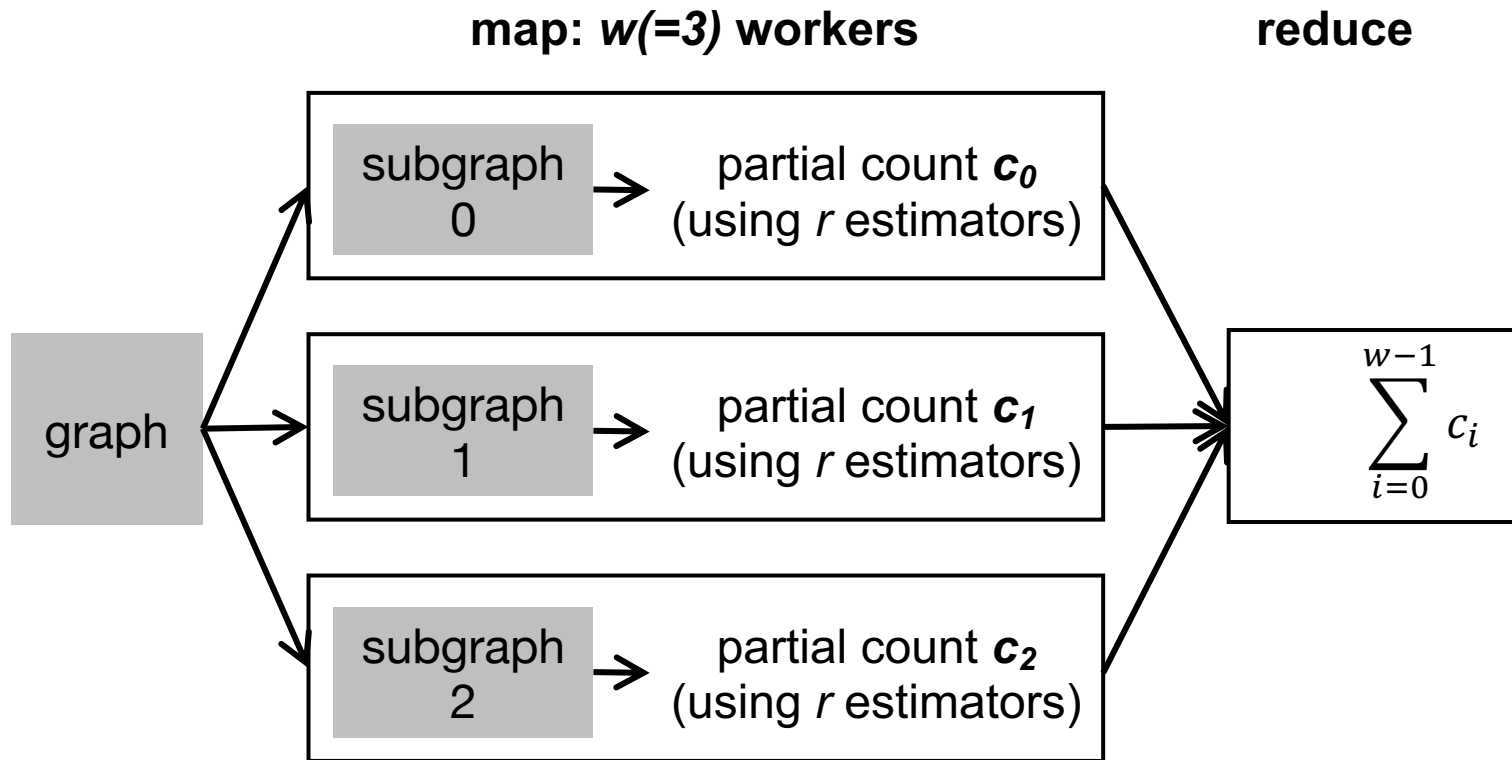 map: w(=3) workers
reduce
graph
subgraph
0
partial count c₀
(using r estimators)
subgraph
1
partial count c₁
(using r estimators)
subgraph
2
partial count c₂
(using r estimators)
w−1
∑ cᵢ
i=0